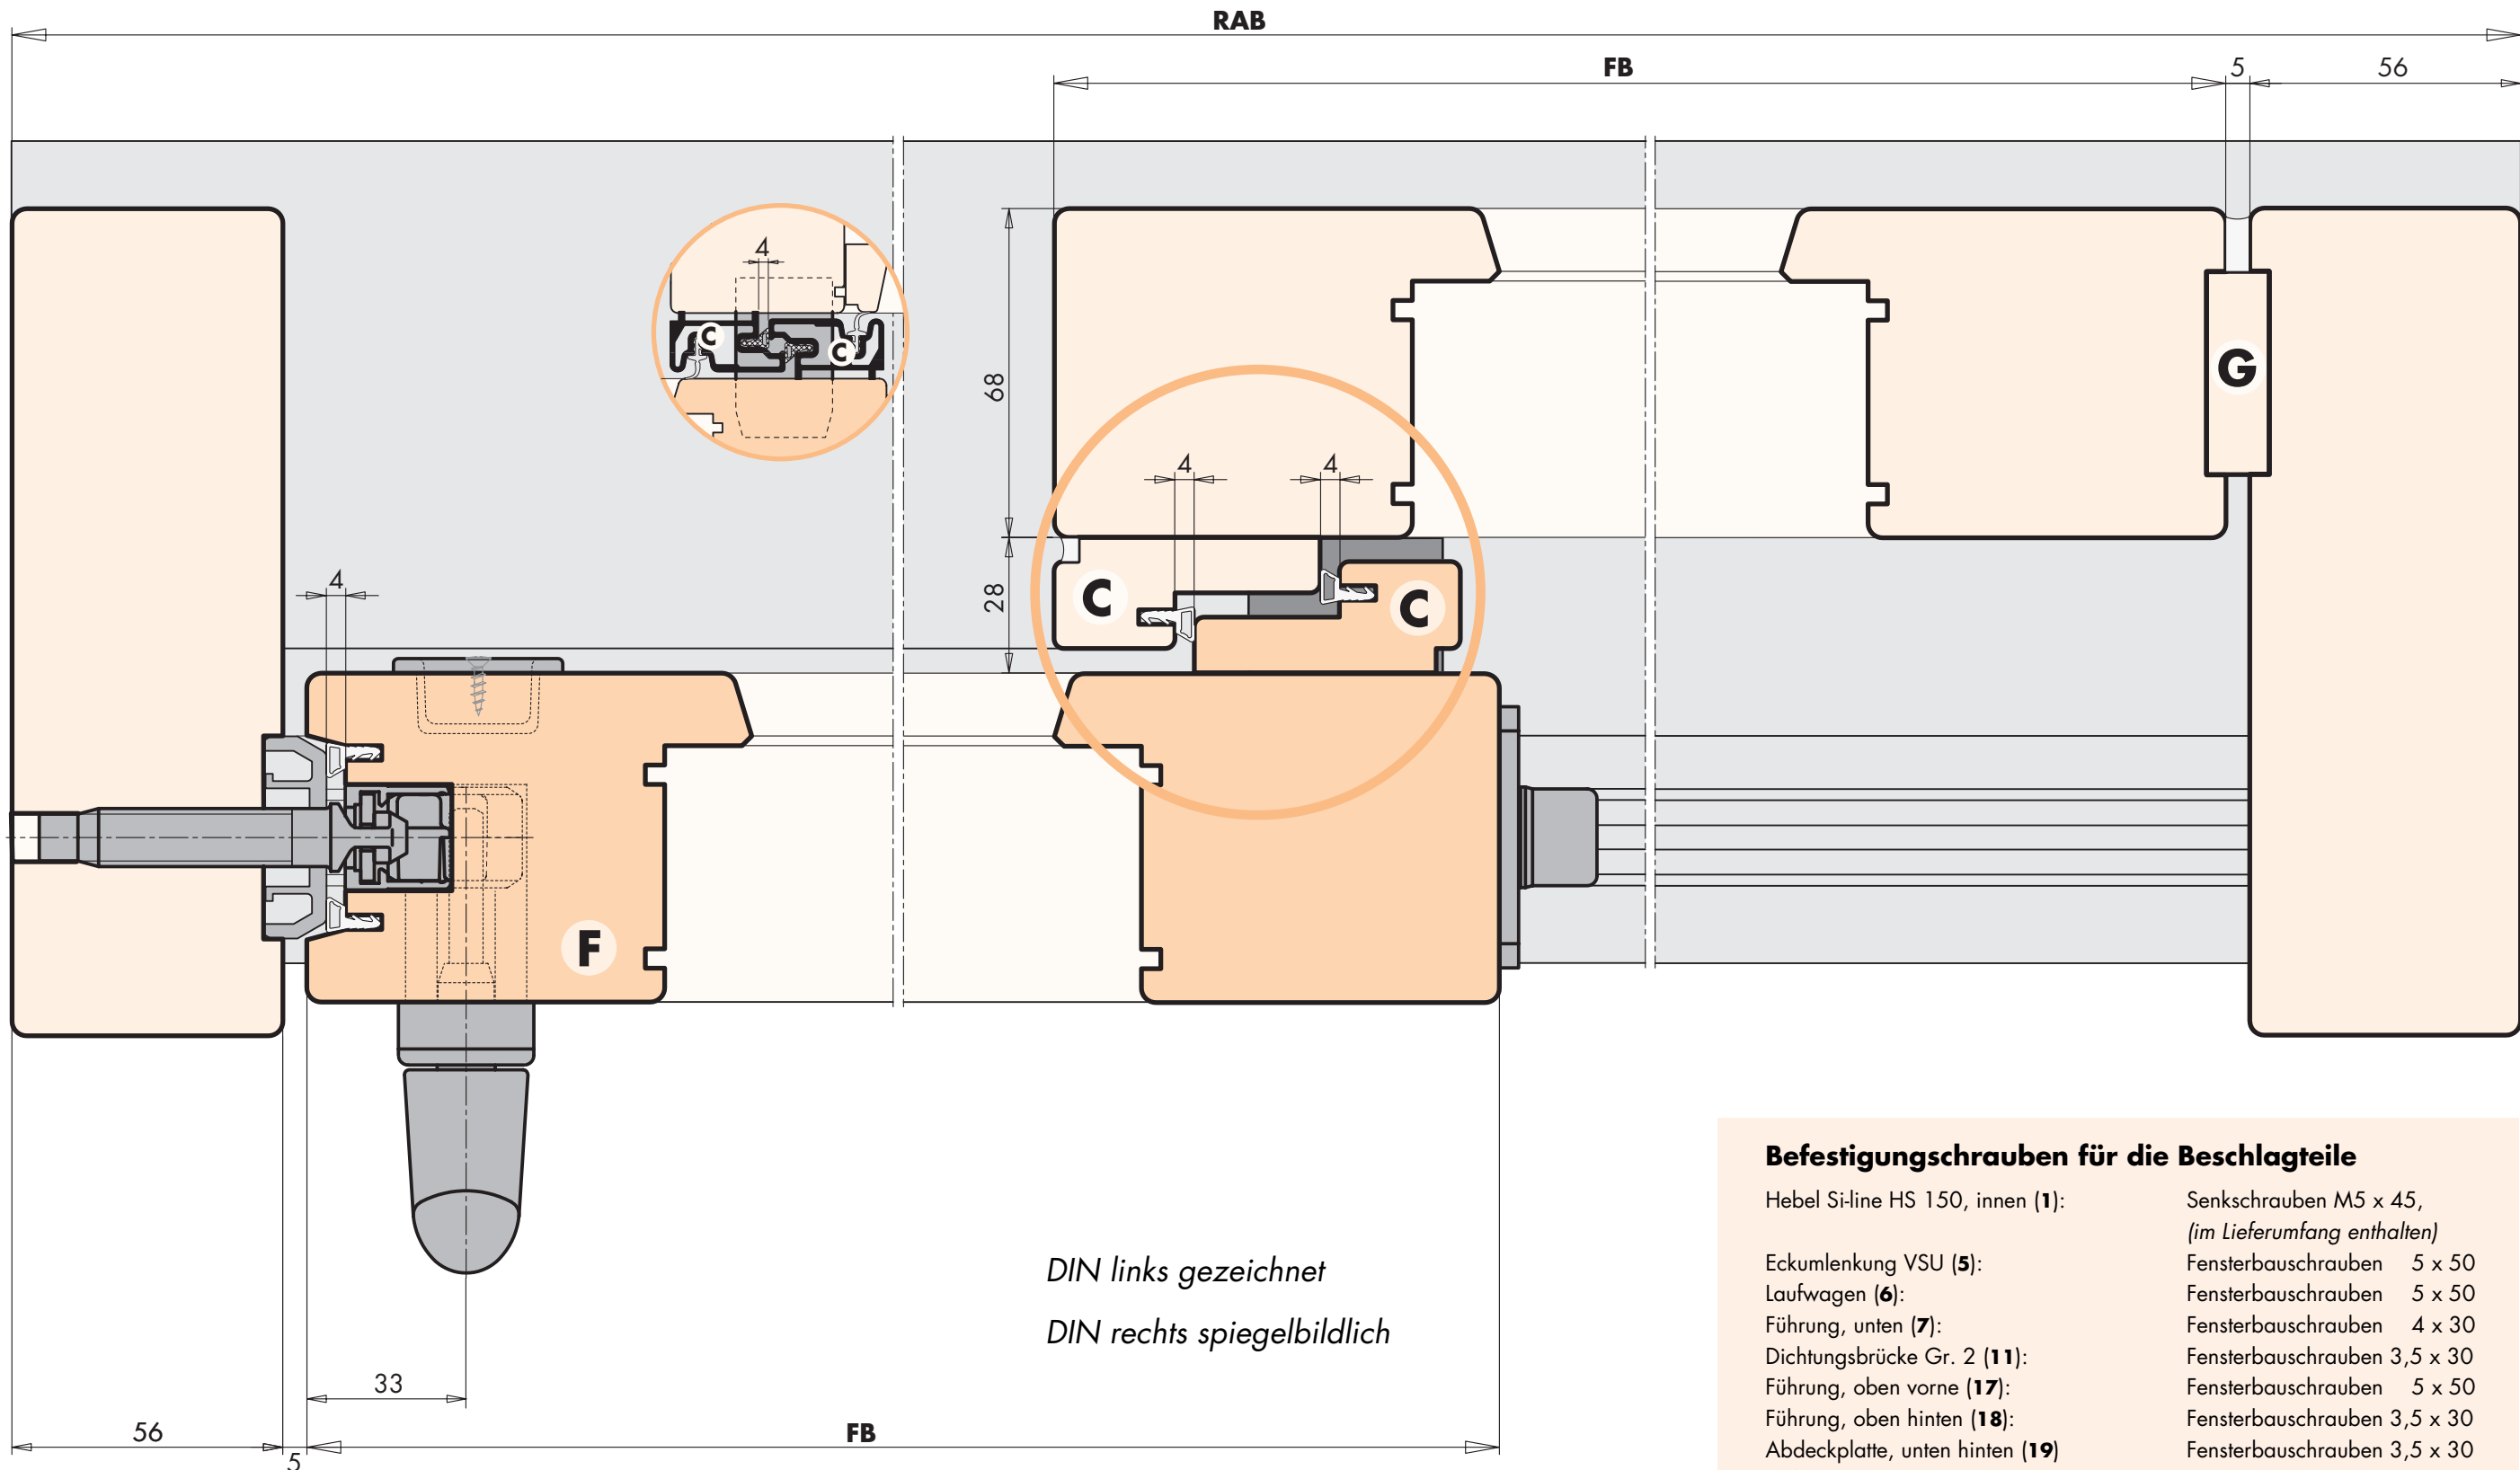 RAB
FB 5 56
4
68
G
C C
4 4
4
28
C C
F
DIN links gezeichnet
DIN rechts spiegelbildlich
33
56
5
FB
Befestigungschrauben für die Beschlagteile
Hebel Si-line HS 150, innen (1): Senkschrauben M5 x 45,
(im Lieferumfang enthalten)
Eckumlenkung VSU (5): Fensterbauschrauben 5 x 50
Laufwagen (6): Fensterbauschrauben 5 x 50
Führung, unten (7): Fensterbauschrauben 4 x 30
Dichtungsbrücke Gr. 2 (11): Fensterbauschrauben 3,5 x 30
Führung, oben vorne (17): Fensterbauschrauben 5 x 50
Führung, oben hinten (18): Fensterbauschrauben 3,5 x 30
Abdeckplatte, unten hinten (19) Fensterbauschrauben 3,5 x 30